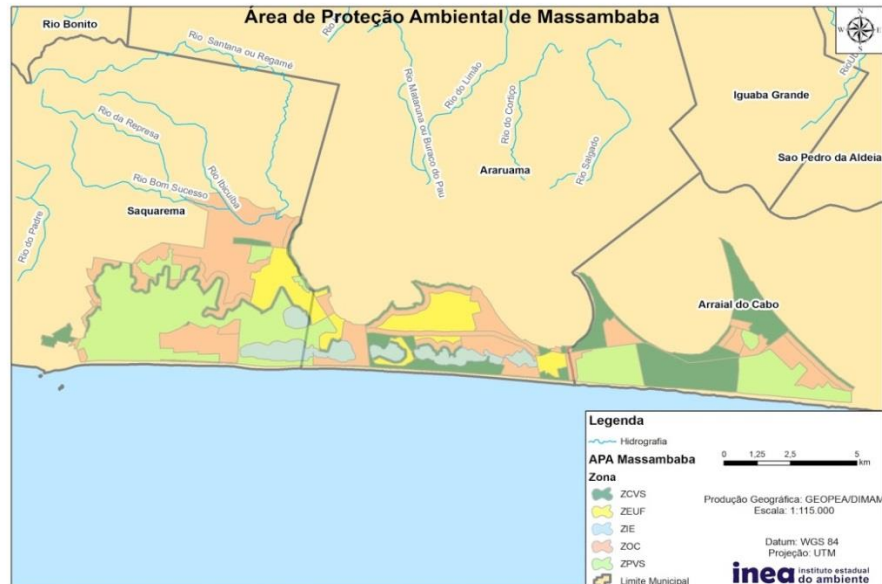 Área de Proteção Ambiental de Massambaba
Rio Bonito
N
W
E
S
Rio Santana ou Regamé
Rio Mataruna ou Buraco do Pau
Rio do Limão
Rio do Cortiço
Rio Salgado
Iguaba Grande
Sao Pedro da Aldeia
Rio da Represa
Rio Ibicuíba
Rio Bom Sucesso
Rio do Padre
Araruama
Saquarema
Arraial do Cabo
Legenda
Hidrografia
APA Massambaba
Zona
ZCVS
ZEUF
ZIE
ZOC
ZPVS
Limite Municipal
0 1,25 2,5 5
km
Produção Geográfica: GEOPEA/DIMAM
Escala: 1:115.000
Datum: WGS 84
Projeção: UTM
inea instituto estadual
do ambiente